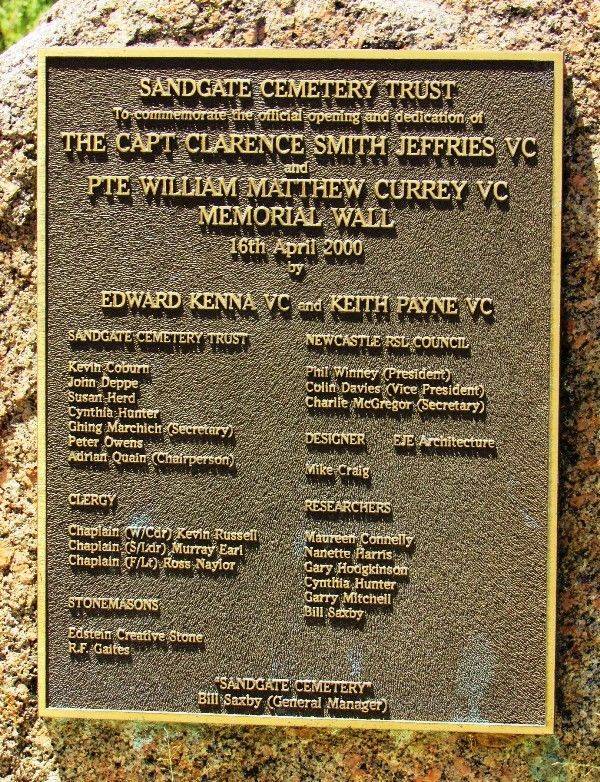 SANDGATE CEMETERY TRUST
To commemorate the official opening and dedication of
THE CAPT CLARENCE SMITH JEFFRIES VC
and
PTE WILLIAM MATTHEW CURREY VC
MEMORIAL WALL
16th April 2000
by
EDWARD KENNA VC and KEITH PAYNE VC
SANDGATE CEMETERY TRUST
Kevin Coburn
John Deppe
Susan Herd
Cynthia Hunter
Ghing Marchich (Secretary)
Peter Owens
Adrian Quain (Chairperson)
CLERGY
Chaplain (W/Cdr) Kevin Russell
Chaplain (S/Ldr) Murray Earl
Chaplain (F/Lt) Ross Naylor
STONEMASONS
Edstein Creative Stone
R.F. Gaites
NEWCASTLE RSL COUNCIL
Phil Winney (President)
Colin Davies (Vice President)
Charlie McGregor (Secretary)
DESIGNER EJE Architecture
Mike Craig
RESEARCHERS
Maureen Connelly
Nanette Harris
Gary Hodgkinson
Cynthia Hunter
Garry Mitchell
Bill Saxby
"SANDGATE CEMETERY"
Bill Saxby (General Manager)